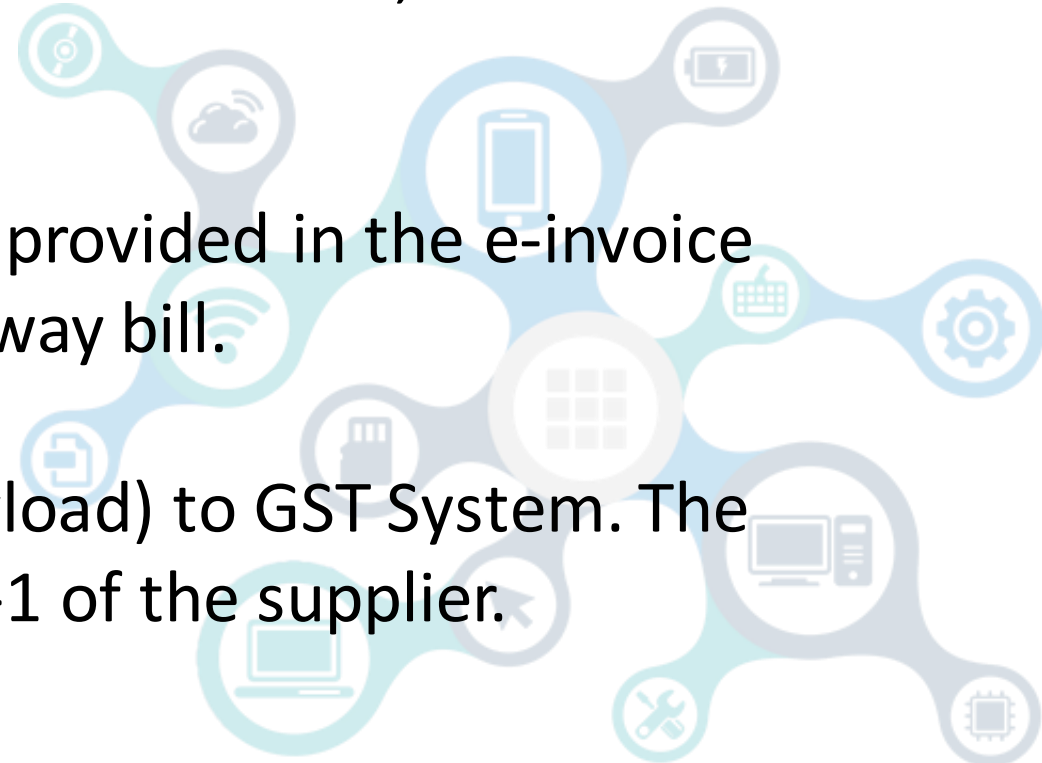 provided in the e-invoice
way bill.
load) to GST System. The
-1 of the supplier.